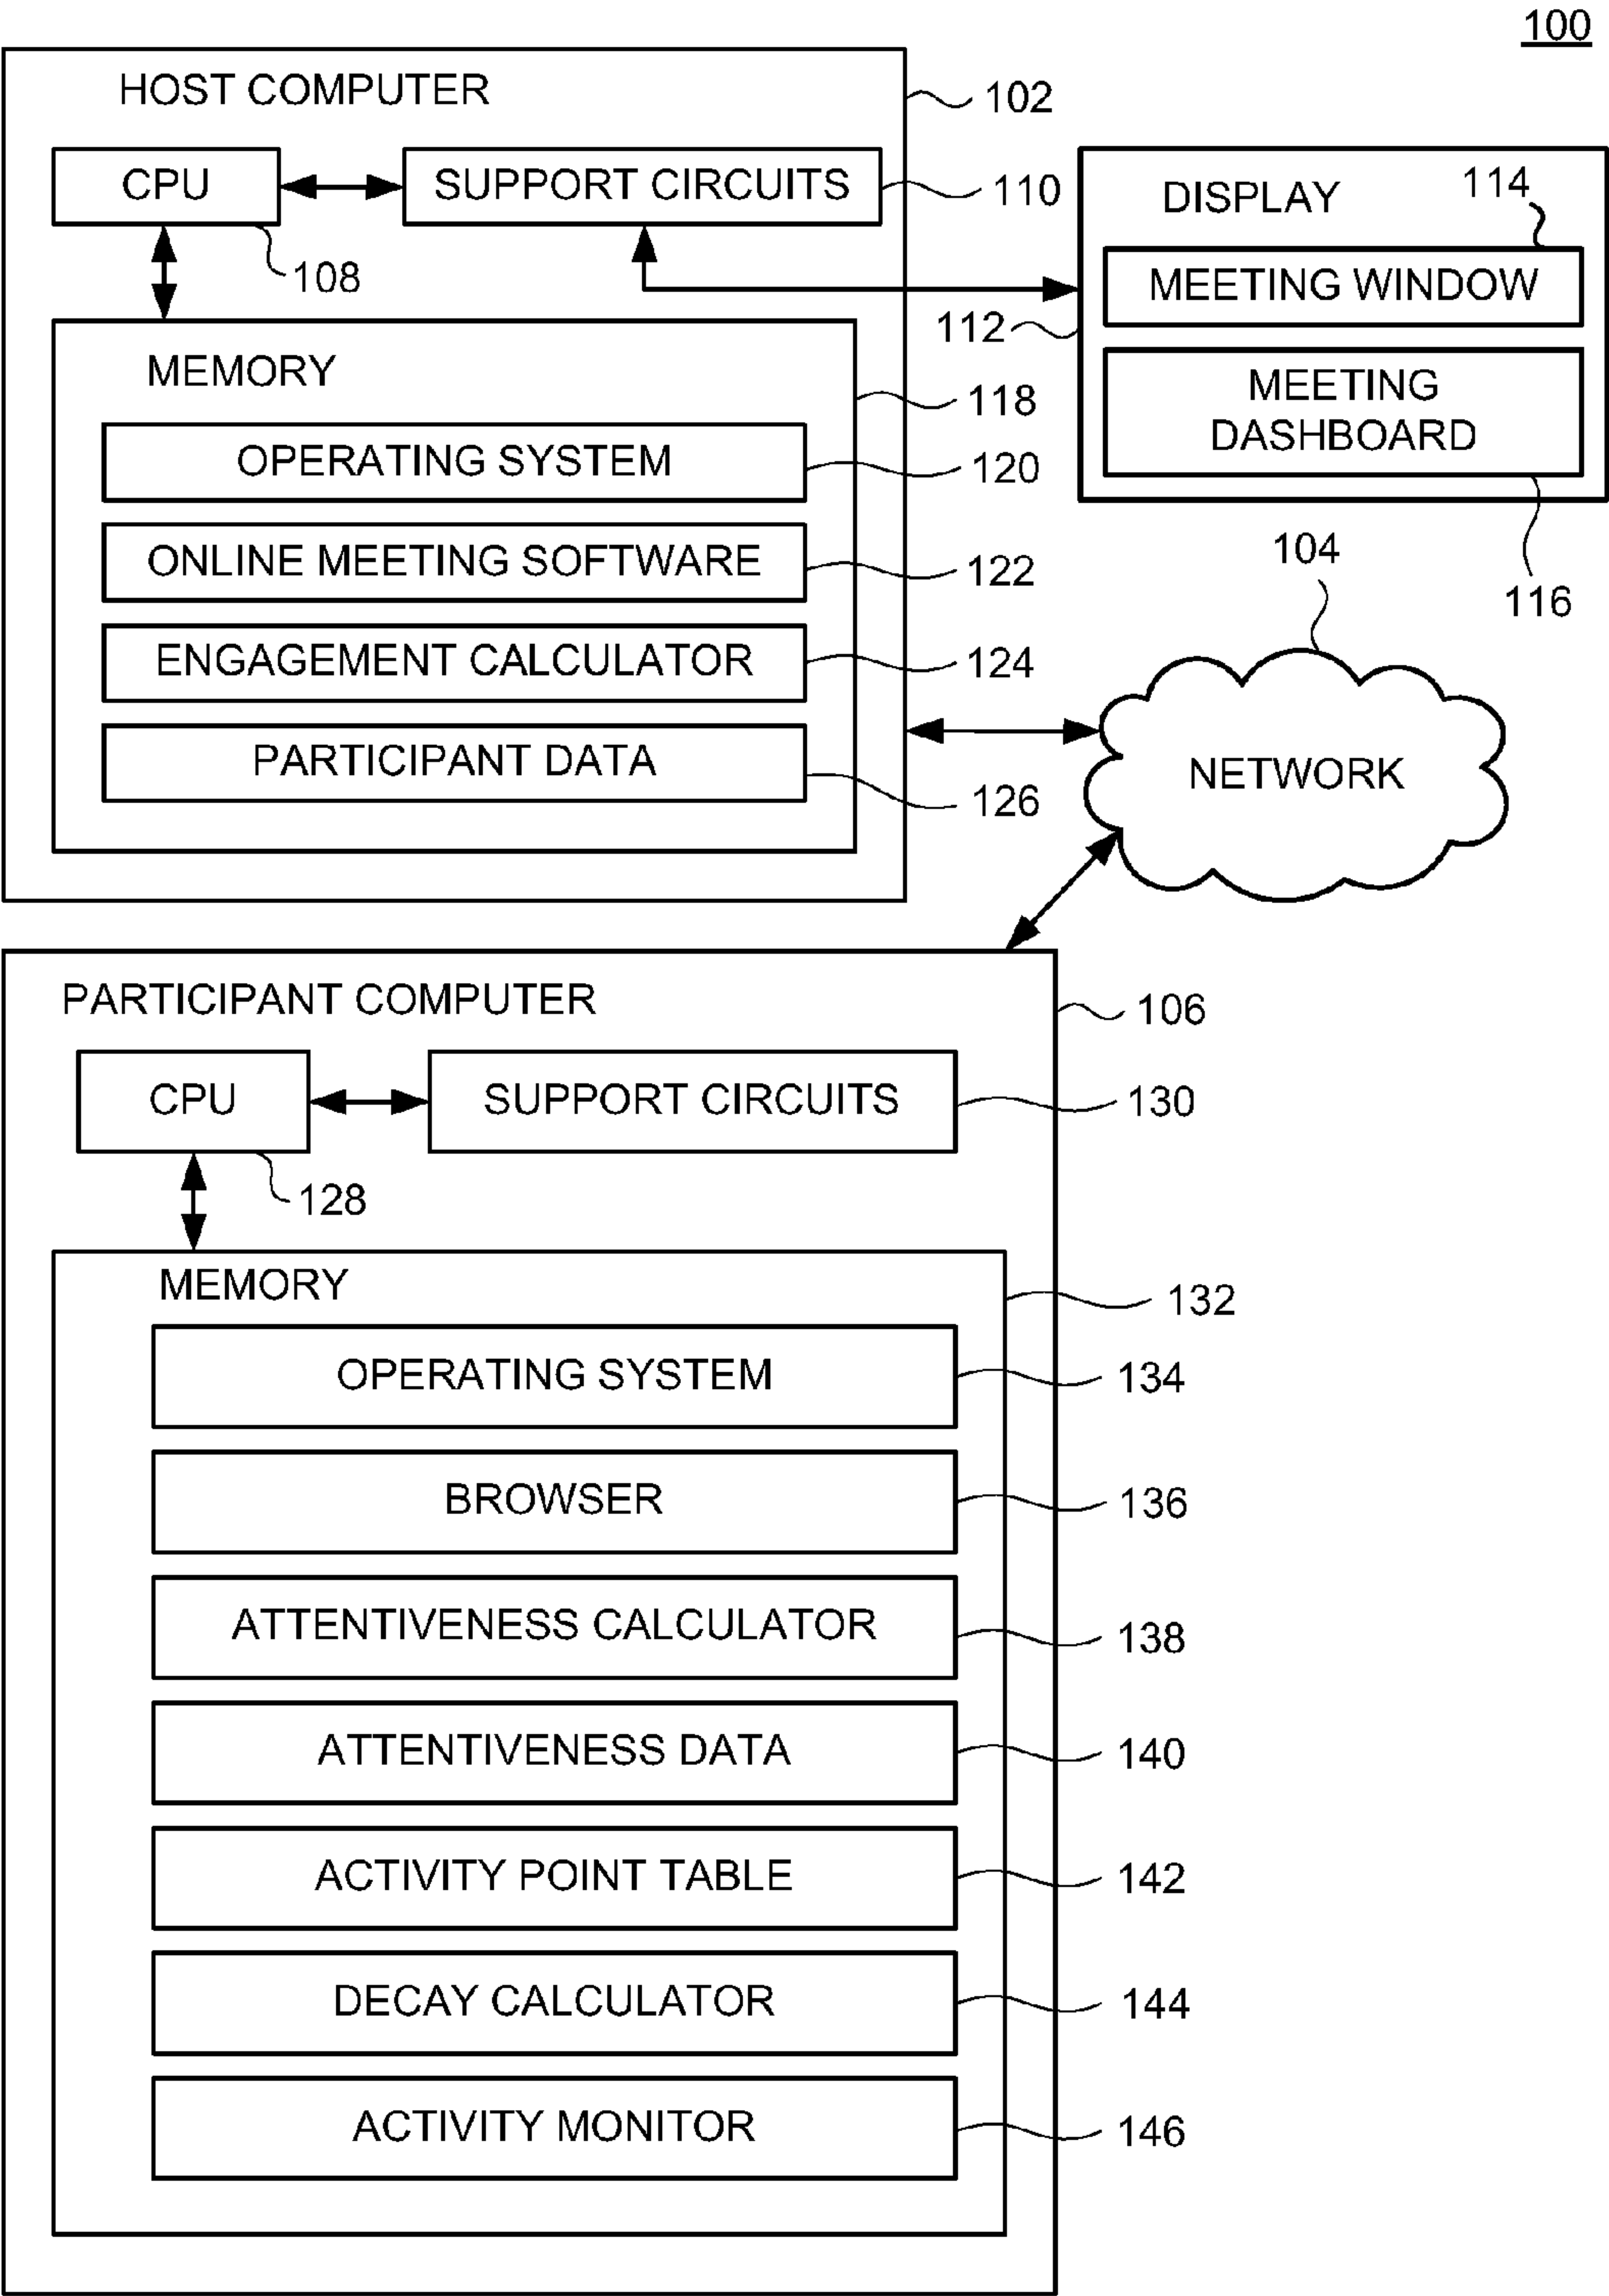 100
HOST COMPUTER
102
CPU
SUPPORT CIRCUITS
110
108
DISPLAY
114
MEETING WINDOW
112
MEETING
DASHBOARD
116
MEMORY
118
OPERATING SYSTEM
120
ONLINE MEETING SOFTWARE
122
ENGAGEMENT CALCULATOR
124
PARTICIPANT DATA
126
104
NETWORK
PARTICIPANT COMPUTER
106
CPU
SUPPORT CIRCUITS
130
128
MEMORY
132
OPERATING SYSTEM
134
BROWSER
136
ATTENTIVENESS CALCULATOR
138
ATTENTIVENESS DATA
140
ACTIVITY POINT TABLE
142
DECAY CALCULATOR
144
ACTIVITY MONITOR
146